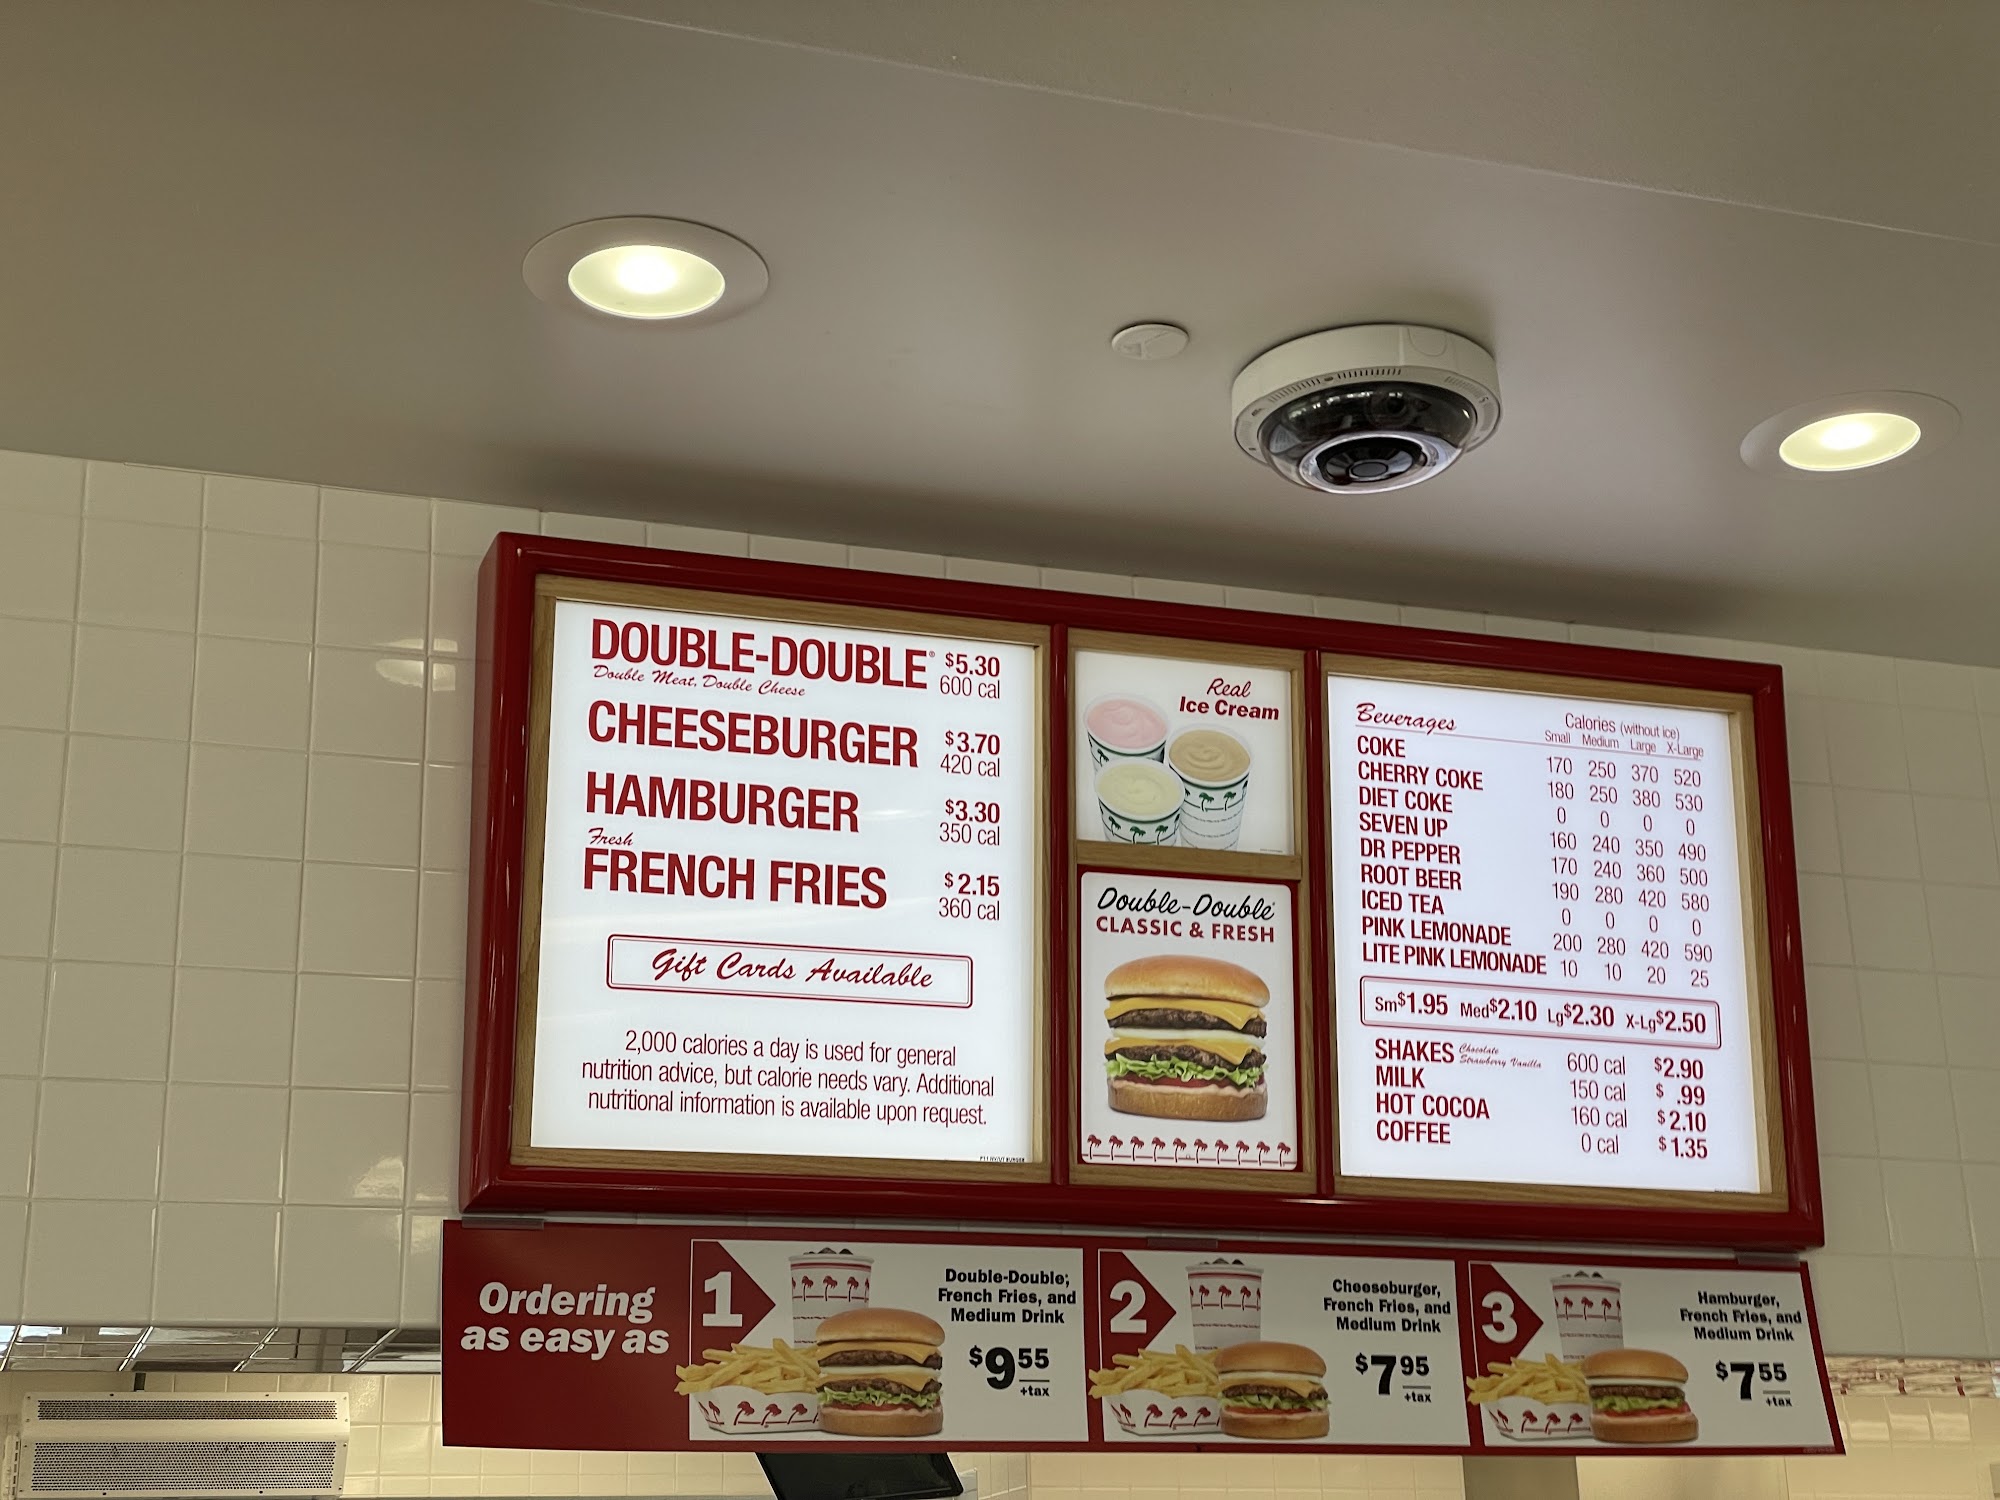 DOUBLE-DOUBLE® $5.30
Double Meat, Double Cheese 600 cal
CHEESEBURGER $3.70
420 cal
HAMBURGER $3.30
350 cal
Fresh
FRENCH FRIES $2.15
360 cal
Gift Cards Available
2,000 calories a day is used for general
nutrition advice, but calorie needs vary. Additional
nutritional information is available upon request.
Real
Ice Cream
Double-Double®
CLASSIC & FRESH
Beverages Calories (without ice)
Small Medium Large X-Large
COKE 170 250 370 520
CHERRY COKE 180 250 380 530
DIET COKE 0 0 0 0
SEVEN UP 160 240 350 490
DR PEPPER 170 240 360 500
ROOT BEER 190 280 420 580
ICED TEA 0 0 0 0
PINK LEMONADE 200 280 420 590
LITE PINK LEMONADE 10 10 20 25
Sm$1.95 Med$2.10 Lg$2.30 X-Lg$2.50
SHAKES Chocolate Strawberry Vanilla 600 cal $2.90
MILK 150 cal $ .99
HOT COCOA 160 cal $2.10
COFFEE 0 cal $1.35
Ordering
as easy as
1
Double-Double®,
French Fries, and
Medium Drink
$9.55
+tax
2
Cheeseburger,
French Fries, and
Medium Drink
$7.95
+tax
3
Hamburger,
French Fries, and
Medium Drink
$7.55
+tax